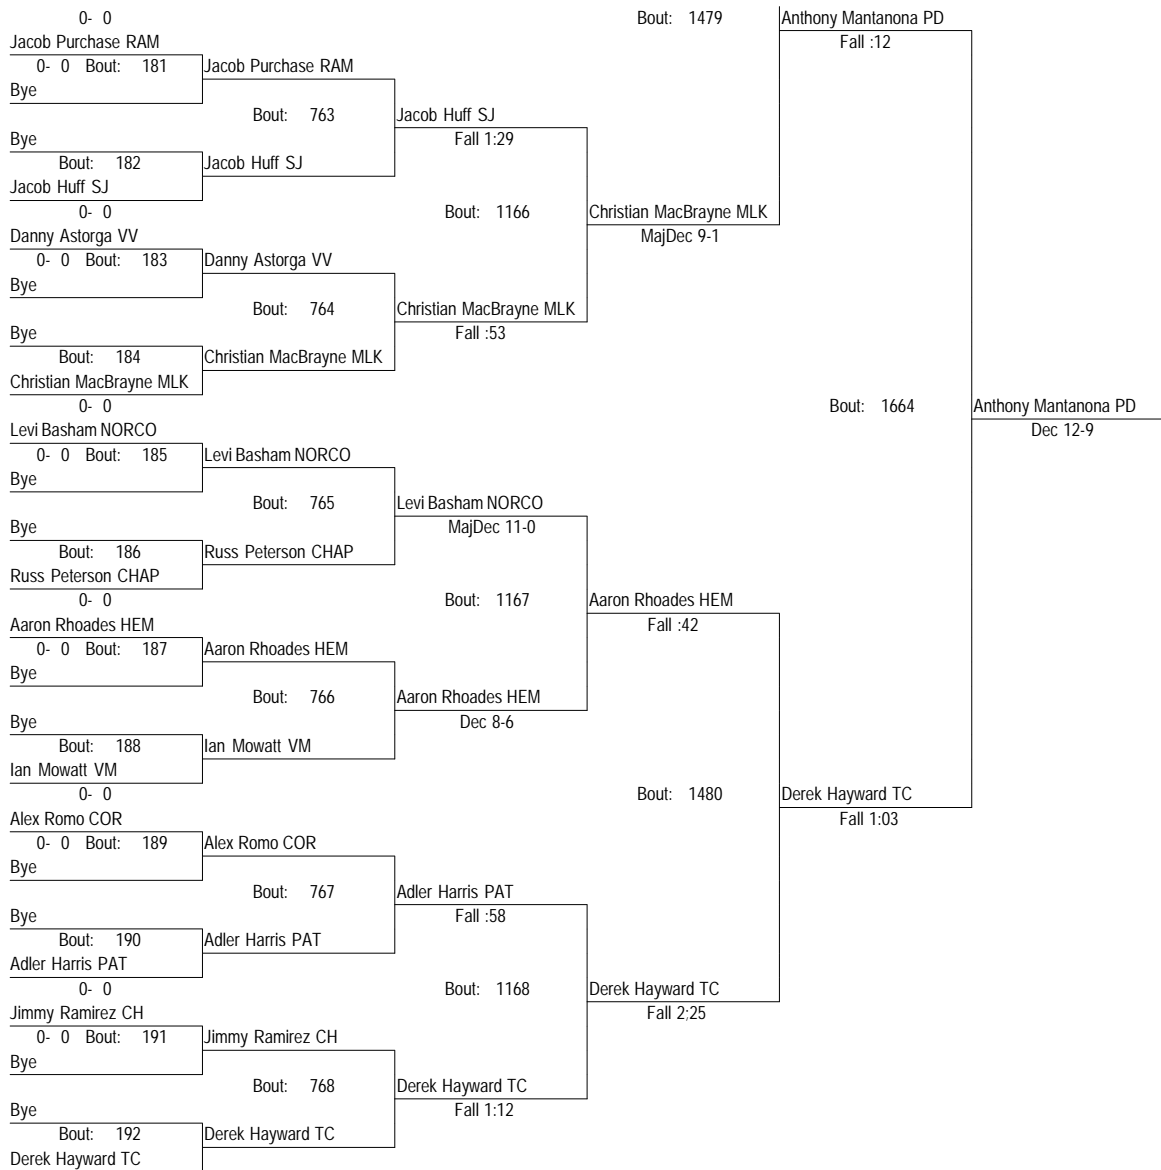 0- 0 Bout: 1479 Anthony Mantanona PD
Jacob Purchase RAM Fall :12
0- 0 Bout: 181 Jacob Purchase RAM
Bye
Bout: 763 Jacob Huff SJ
Bye Fall 1:29
Bout: 182 Jacob Huff SJ
Jacob Huff SJ
0- 0 Bout: 1166 Christian MacBrayne MLK
Danny Astorga VV MajDec 9-1
0- 0 Bout: 183 Danny Astorga VV
Bye
Bout: 764 Christian MacBrayne MLK
Bye Fall :53
Bout: 184 Christian MacBrayne MLK
Christian MacBrayne MLK
0- 0 Bout: 1664 Anthony Mantanona PD
Levi Basham NORCO Dec 12-9
0- 0 Bout: 185 Levi Basham NORCO
Bye
Bout: 765 Levi Basham NORCO
Bye MajDec 11-0
Bout: 186 Russ Peterson CHAP
Russ Peterson CHAP
0- 0 Bout: 1167 Aaron Rhoades HEM
Aaron Rhoades HEM Fall :42
0- 0 Bout: 187 Aaron Rhoades HEM
Bye
Bout: 766 Aaron Rhoades HEM
Bye Dec 8-6
Bout: 188 Ian Mowatt VM
Ian Mowatt VM
0- 0 Bout: 1480 Derek Hayward TC
Alex Romo COR Fall 1:03
0- 0 Bout: 189 Alex Romo COR
Bye
Bout: 767 Adler Harris PAT
Bye Fall :58
Bout: 190 Adler Harris PAT
Adler Harris PAT
0- 0 Bout: 1168 Derek Hayward TC
Jimmy Ramirez CH Fall 2;25
0- 0 Bout: 191 Jimmy Ramirez CH
Bye
Bout: 768 Derek Hayward TC
Bye Fall 1:12
Bout: 192 Derek Hayward TC
Derek Hayward TC